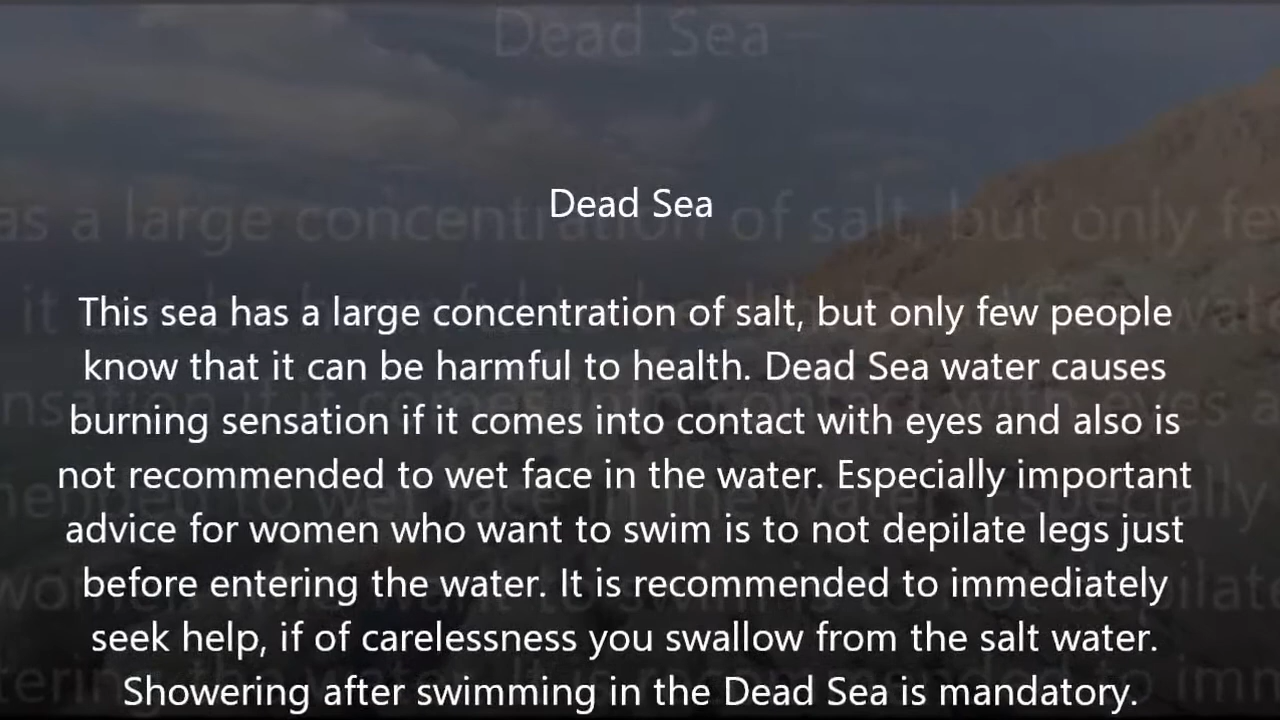 Dead Sea
This sea has a large concentration of salt, but only few people
know that it can be harmful to health. Dead Sea water causes
burning sensation if it comes into contact with eyes and also is
not recommended to wet face in the water. Especially important
advice for women who want to swim is to not depilate legs just
before entering the water. It is recommended to immediately
seek help, if of carelessness you swallow from the salt water.
Showering after swimming in the Dead Sea is mandatory.